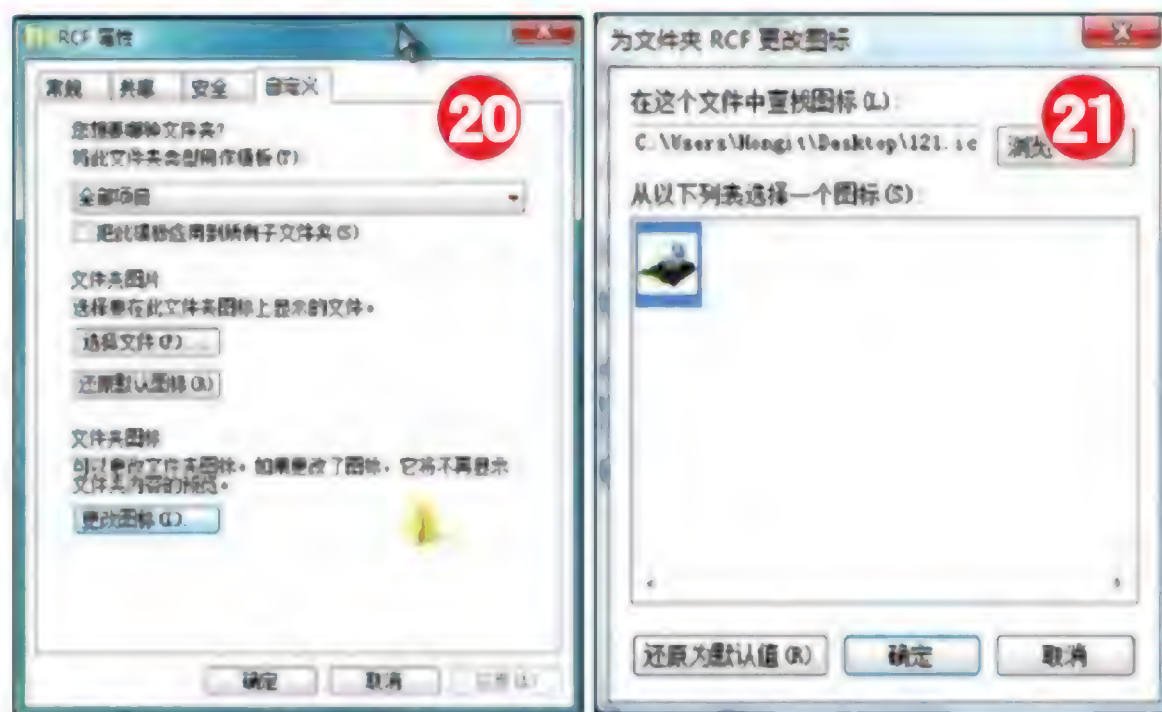 RCF 属性
常规 共享 安全 自定义
20
您想要哪种文件夹?
将此文件夹类型用作模板(T)
全部项目
把此模板应用到所有子文件夹(S)
文件夹图片
选择要在此文件夹图标上显示的文件。
选择文件(F)...
还原默认图标(R)
文件夹图标
可以更改文件夹图标。如果更改了图标,它将不再显示
文件夹内容的预览。
更改图标(I)...
确定 取消 应用(A)
为文件夹 RCF 更改图标
在这个文件中查找图标(L):
21
C:\Users\Hongit\Desktop\121.ic 浏览
从以下列表选择一个图标(S):
还原为默认值(R) 确定 取消